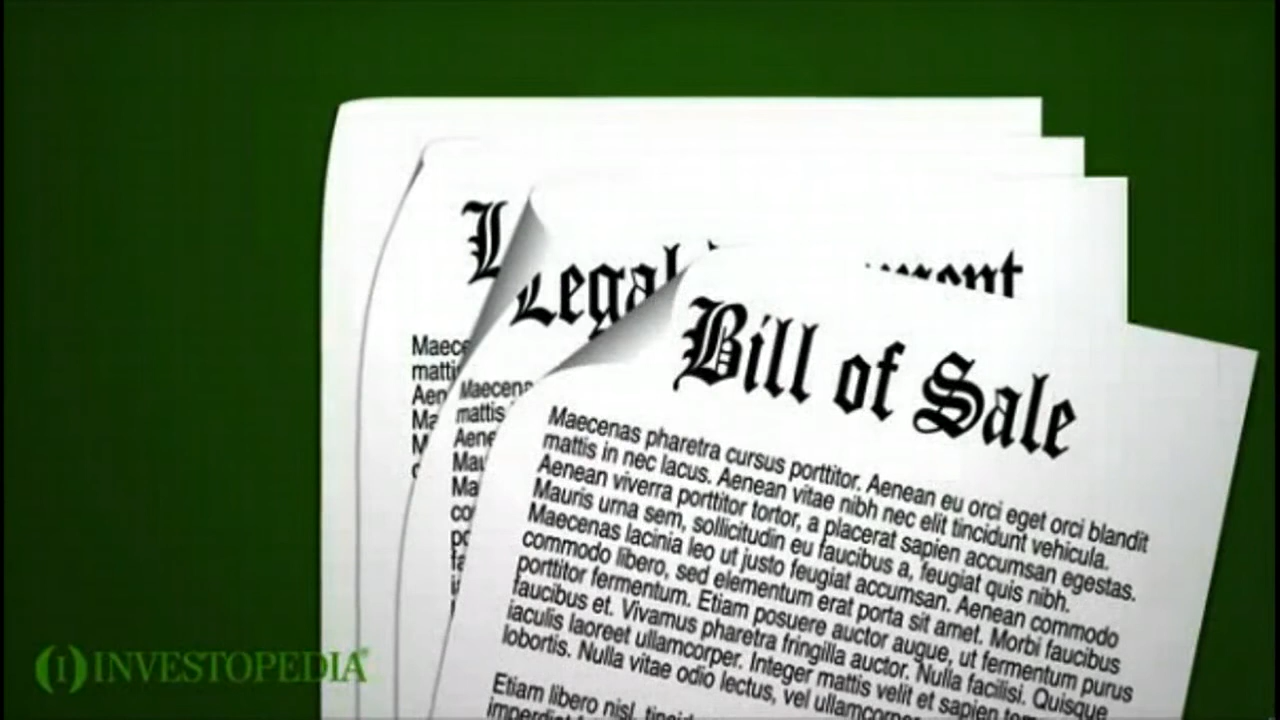 Legal
Bill of Sale
Maecenas pharetra cursus porttitor. Aenean eu orci eget orci blandit
mattis in nec lacus. Aenean vitae nibh nec elit tincidunt vehicula.
Aenean viverra porttitor tortor, a placerat sapien accumsan egestas.
Mauris urna sem, sollicitudin eu faucibus a, feugiat quis nibh.
Maecenas lacinia leo ut justo feugiat accumsan. Aenean commodo
commodo libero, sed elementum erat porta sit amet. Morbi faucibus
porttitor fermentum. Etiam posuere auctor augue, ut fermentum purus
faucibus et. Vivamus pharetra fringilla auctor. Nulla facilisi. Quisque
iaculis laoreet ullamcorper. Integer mattis velit et sapien
lobortis. Nulla vitae odio lectus, vel ullamcorper
Etiam libero nisl,
(I) INVESTOPEDIA®